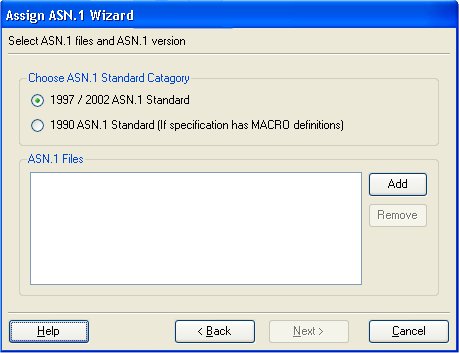 Assign ASN.1 Wizard
Select ASN.1 files and ASN.1 version
Choose ASN.1 Standard Catagory
1997 / 2002 ASN.1 Standard
1990 ASN.1 Standard (If specification has MACRO definitions)
ASN.1 Files
Add
Remove
Help
< Back
Next >
Cancel